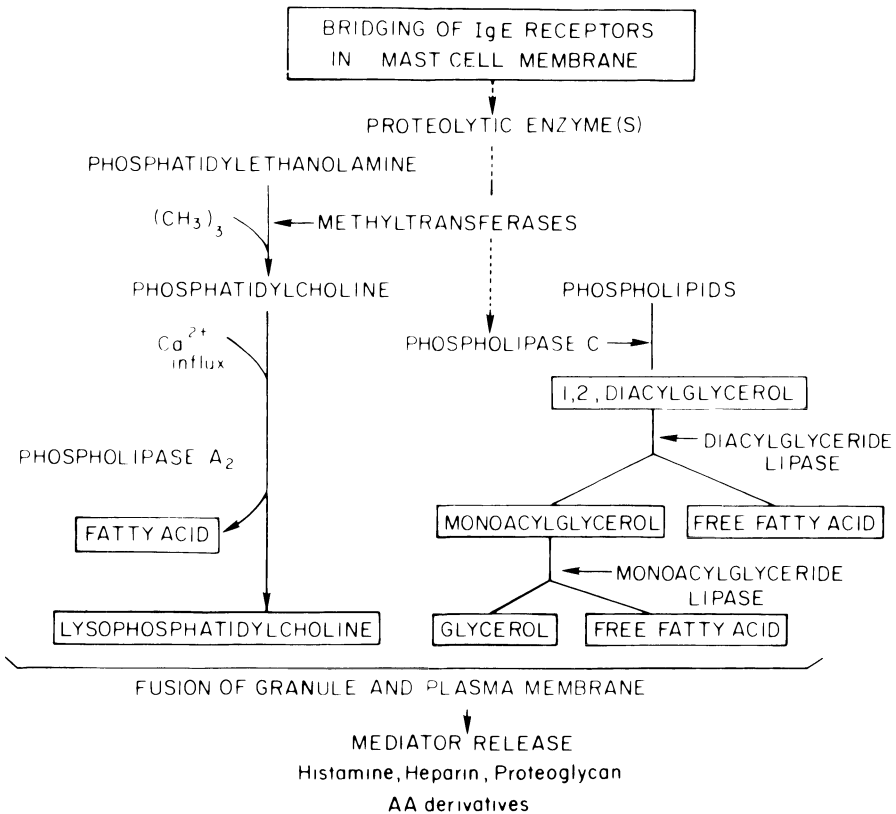 BRIDGING OF IgE RECEPTORS
IN MAST CELL MEMBRANE
PROTEOLYTIC ENZYME(S)
PHOSPHATIDYLETHANOLAMINE
(CH3)3
METHYLTRANSFERASES
PHOSPHATIDYLCHOLINE
PHOSPHOLIPIDS
Ca2+
influx
PHOSPHOLIPASE C
1,2, DIACYLGLYCEROL
DIACYLGLYCERIDE
LIPASE
PHOSPHOLIPASE A2
FATTY ACID
MONOACYLGLYCEROL
FREE FATTY ACID
MONOACYLGLYCERIDE
LIPASE
LYSOPHOSPHATIDYLCHOLINE
GLYCEROL
FREE FATTY ACID
FUSION OF GRANULE AND PLASMA MEMBRANE
MEDIATOR RELEASE
Histamine, Heparin, Proteoglycan
AA derivatives